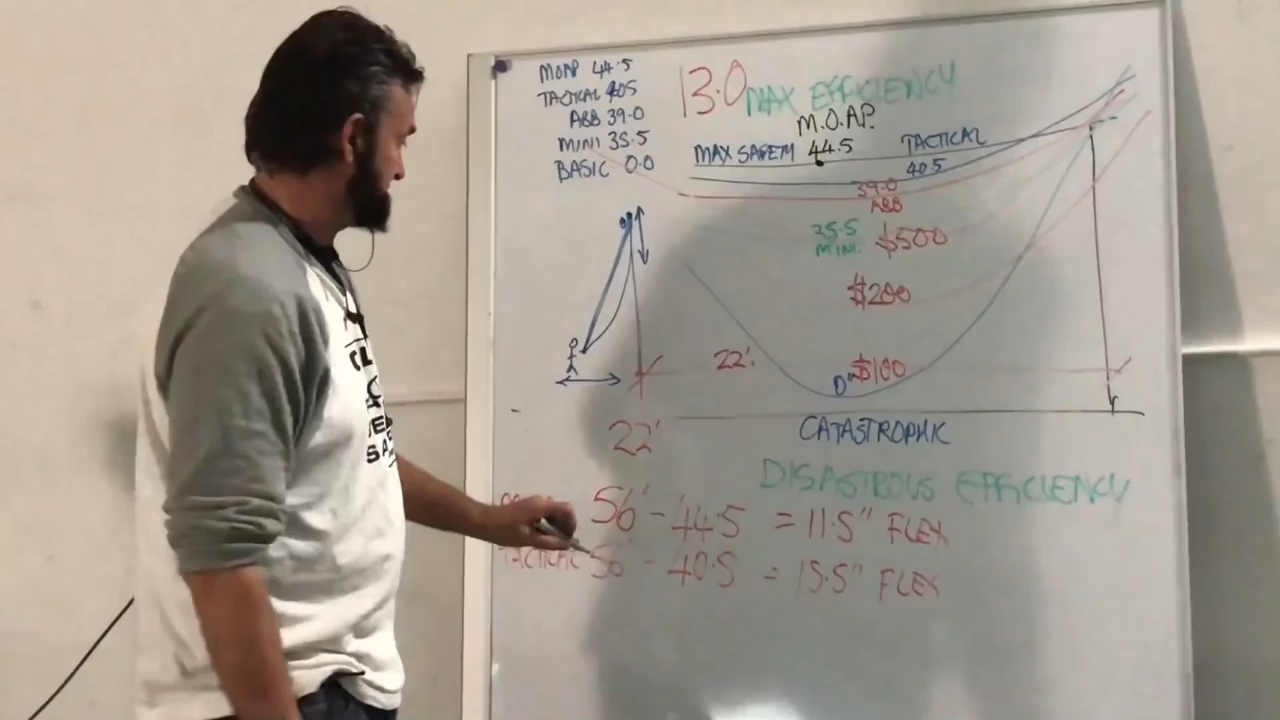 MOAP 44.5
TACTICAL 40.5
ABB 39.0
MINI 35.5
BASIC 0.0
13.0 MAX EFFICIENCY
M.O.A.P.
MAX SAFETY 44.5 TACTICAL
40.5
39.0
ABB
35.5 $500
MINI.
$200
22'. 0" $100
22' CATASTROPHIC
DISASTROUS EFFICIENCY
56' - 44.5 = 11.5" FLEX
TACTICAL 56 - 40.5 = 15.5" FLEX